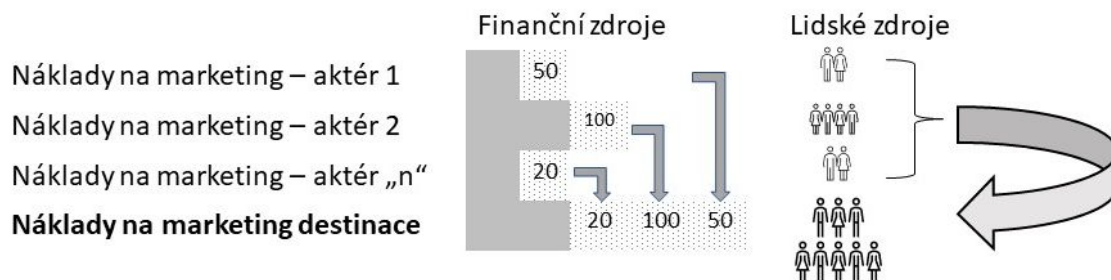 Finanční zdroje
Lidské zdroje
Náklady na marketing – aktér 1
50
Náklady na marketing – aktér 2
100
Náklady na marketing – aktér „n“
20
Náklady na marketing destinace
20
100
50